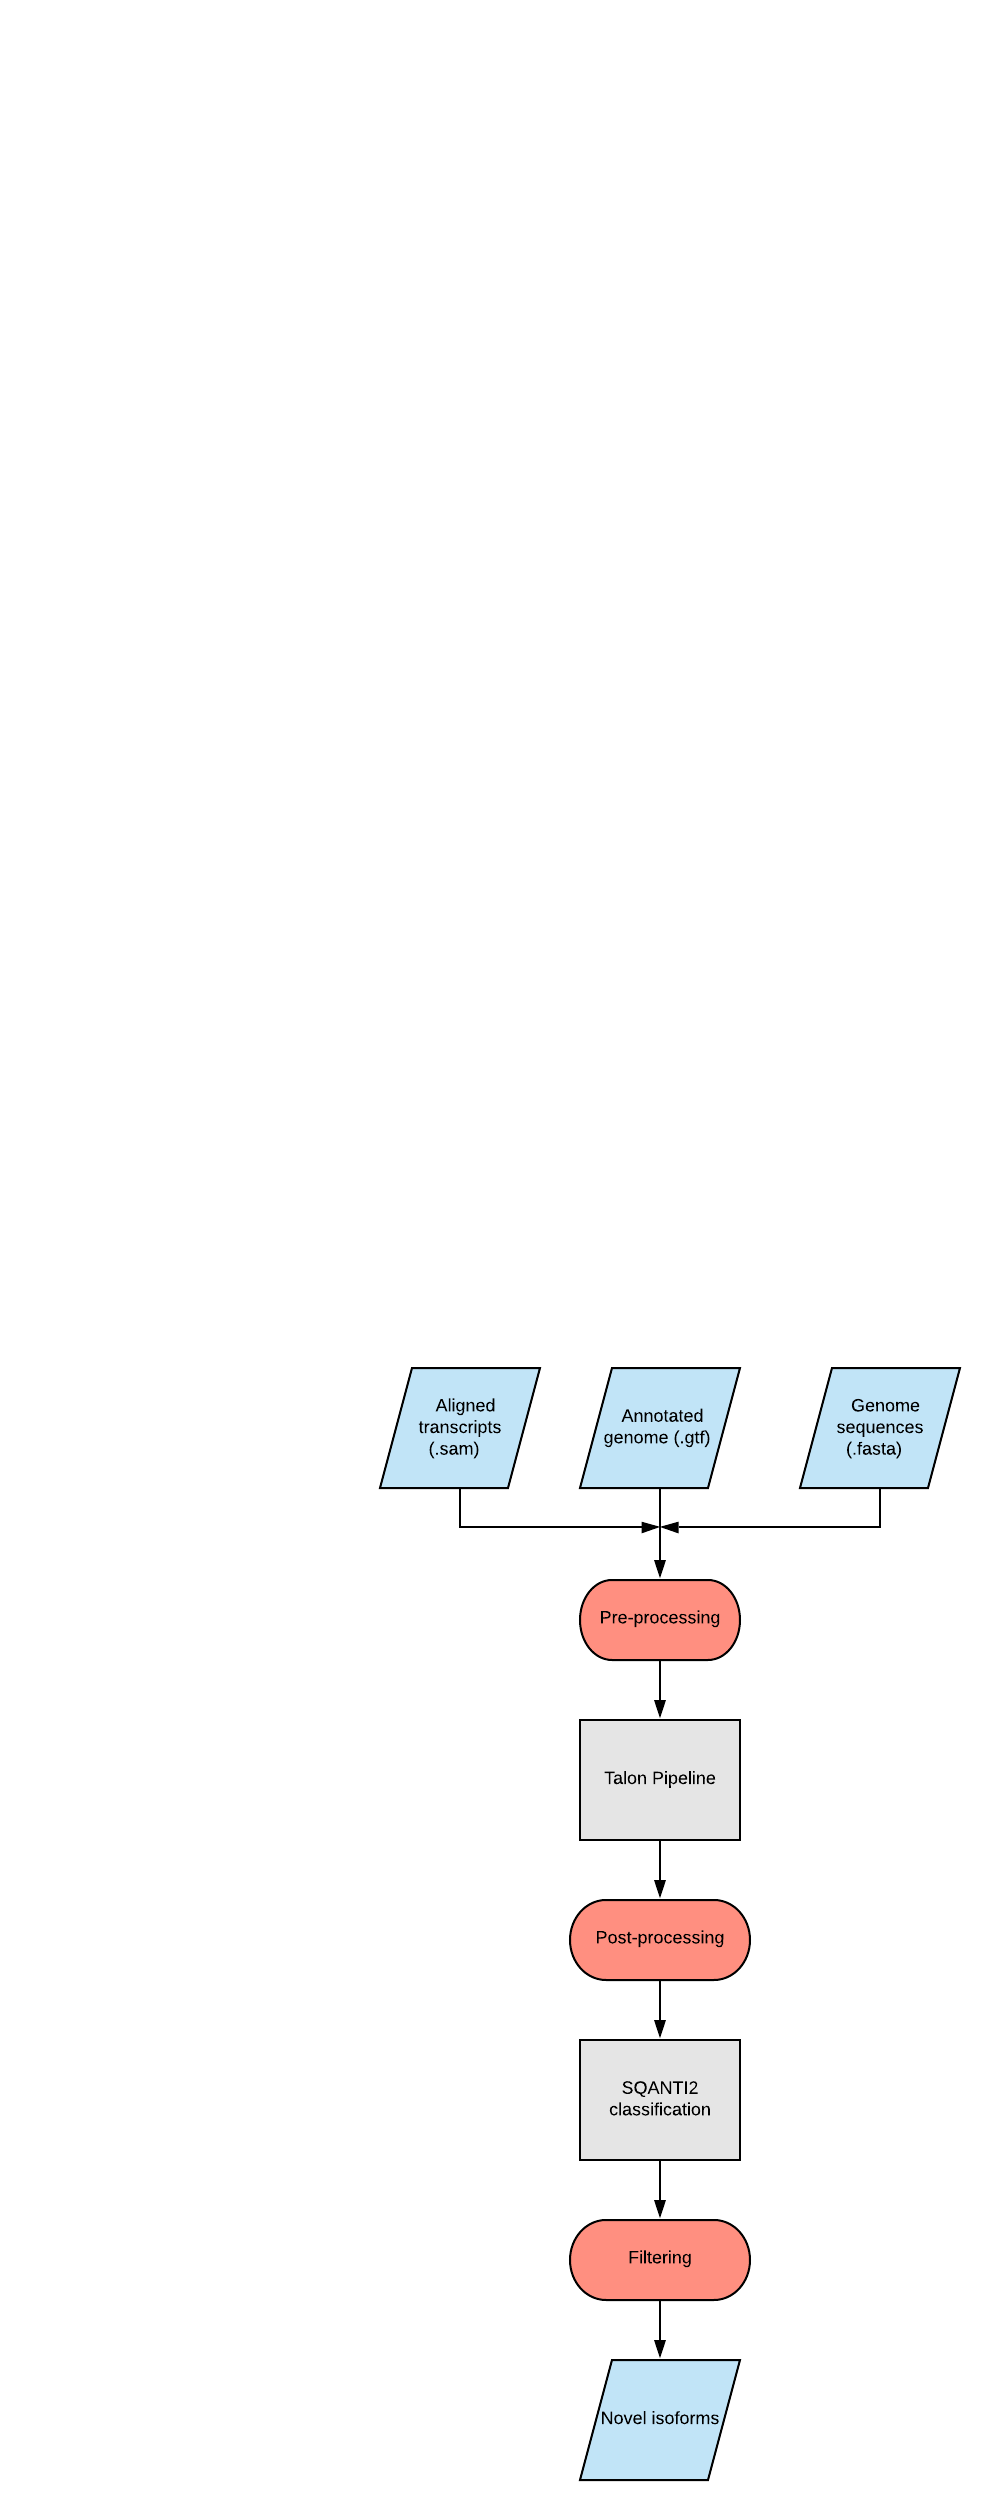 Aligned
transcripts
(.sam)
Annotated
genome (.gtf)
Genome
sequences
(.fasta)
Pre-processing
Talon Pipeline
Post-processing
SQANTI2
classification
Filtering
Novel isoforms